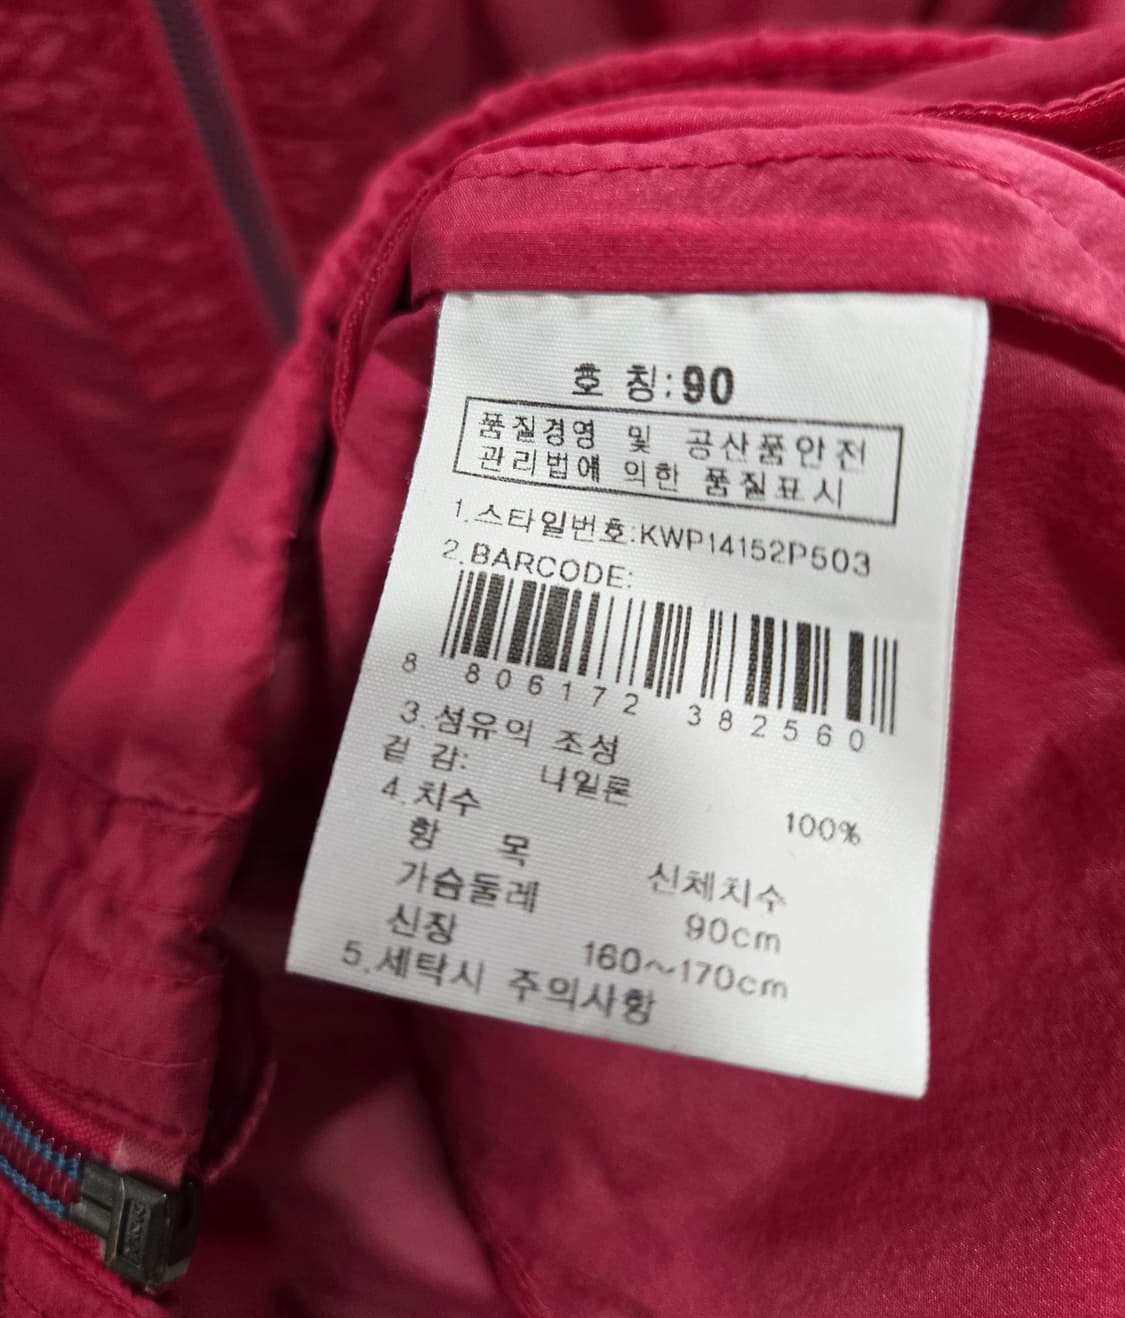 호 칭:90
품질경영 및 공산품안전
관리법에 의한 품질표시
1.스타일번호:KWP14152P503
2.BARCODE:
8 806172 382560
3.섬유의 조성
겉 감: 나일론 100%
4.치수
항 목 신체치수
가슴둘레 90cm
신장 160~170cm
5.세탁시 주의사항